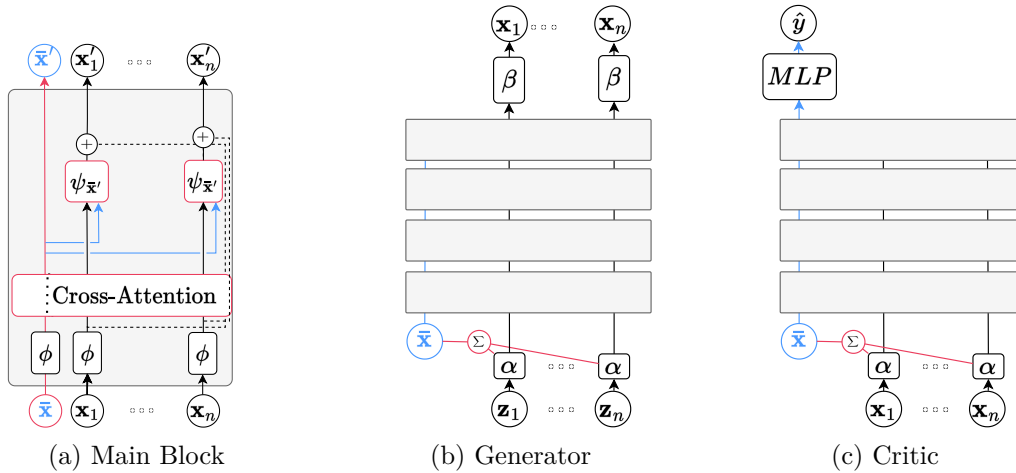 x̄′ x′₁ ... x′ₙ
+ +
ψx̄′ ψx̄′
Cross-Attention
ϕ ϕ ϕ
x̄ x₁ ... xₙ
(a) Main Block
x₁ ... xₙ
β β
x̄ Σ
α ... α
z₁ ... zₙ
(b) Generator
ŷ
MLP
x̄ Σ
α ... α
x₁ ... xₙ
(c) Critic